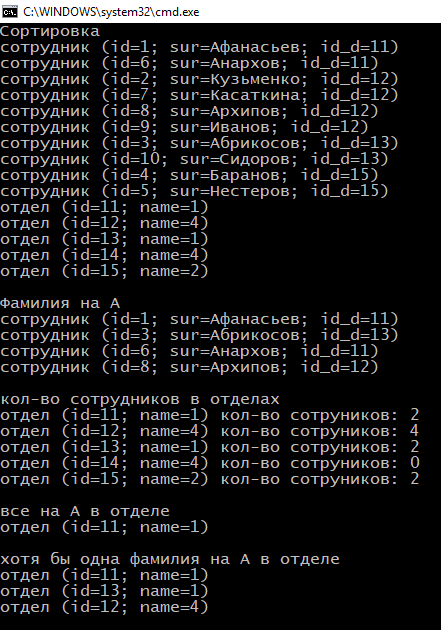 C:\WINDOWS\system32\cmd.exe
Сортировка
сотрудник (id=1; sur=Афанасьев; id_d=11)
сотрудник (id=6; sur=Анархов; id_d=11)
сотрудник (id=2; sur=Кузьменко; id_d=12)
сотрудник (id=7; sur=Касаткина; id_d=12)
сотрудник (id=8; sur=Архипов; id_d=12)
сотрудник (id=9; sur=Иванов; id_d=12)
сотрудник (id=3; sur=Абрикосов; id_d=13)
сотрудник (id=10; sur=Сидоров; id_d=13)
сотрудник (id=4; sur=Баранов; id_d=15)
сотрудник (id=5; sur=Нестеров; id_d=15)
отдел (id=11; name=1)
отдел (id=12; name=4)
отдел (id=13; name=1)
отдел (id=14; name=4)
отдел (id=15; name=2)
Фамилия на А
сотрудник (id=1; sur=Афанасьев; id_d=11)
сотрудник (id=3; sur=Абрикосов; id_d=13)
сотрудник (id=6; sur=Анархов; id_d=11)
сотрудник (id=8; sur=Архипов; id_d=12)
кол-во сотрудников в отделах
отдел (id=11; name=1) кол-во сотруников: 2
отдел (id=12; name=4) кол-во сотруников: 4
отдел (id=13; name=1) кол-во сотруников: 2
отдел (id=14; name=4) кол-во сотруников: 0
отдел (id=15; name=2) кол-во сотруников: 2
все на А в отделе
отдел (id=11; name=1)
хотя бы одна фамилия на А в отделе
отдел (id=11; name=1)
отдел (id=13; name=1)
отдел (id=12; name=4)